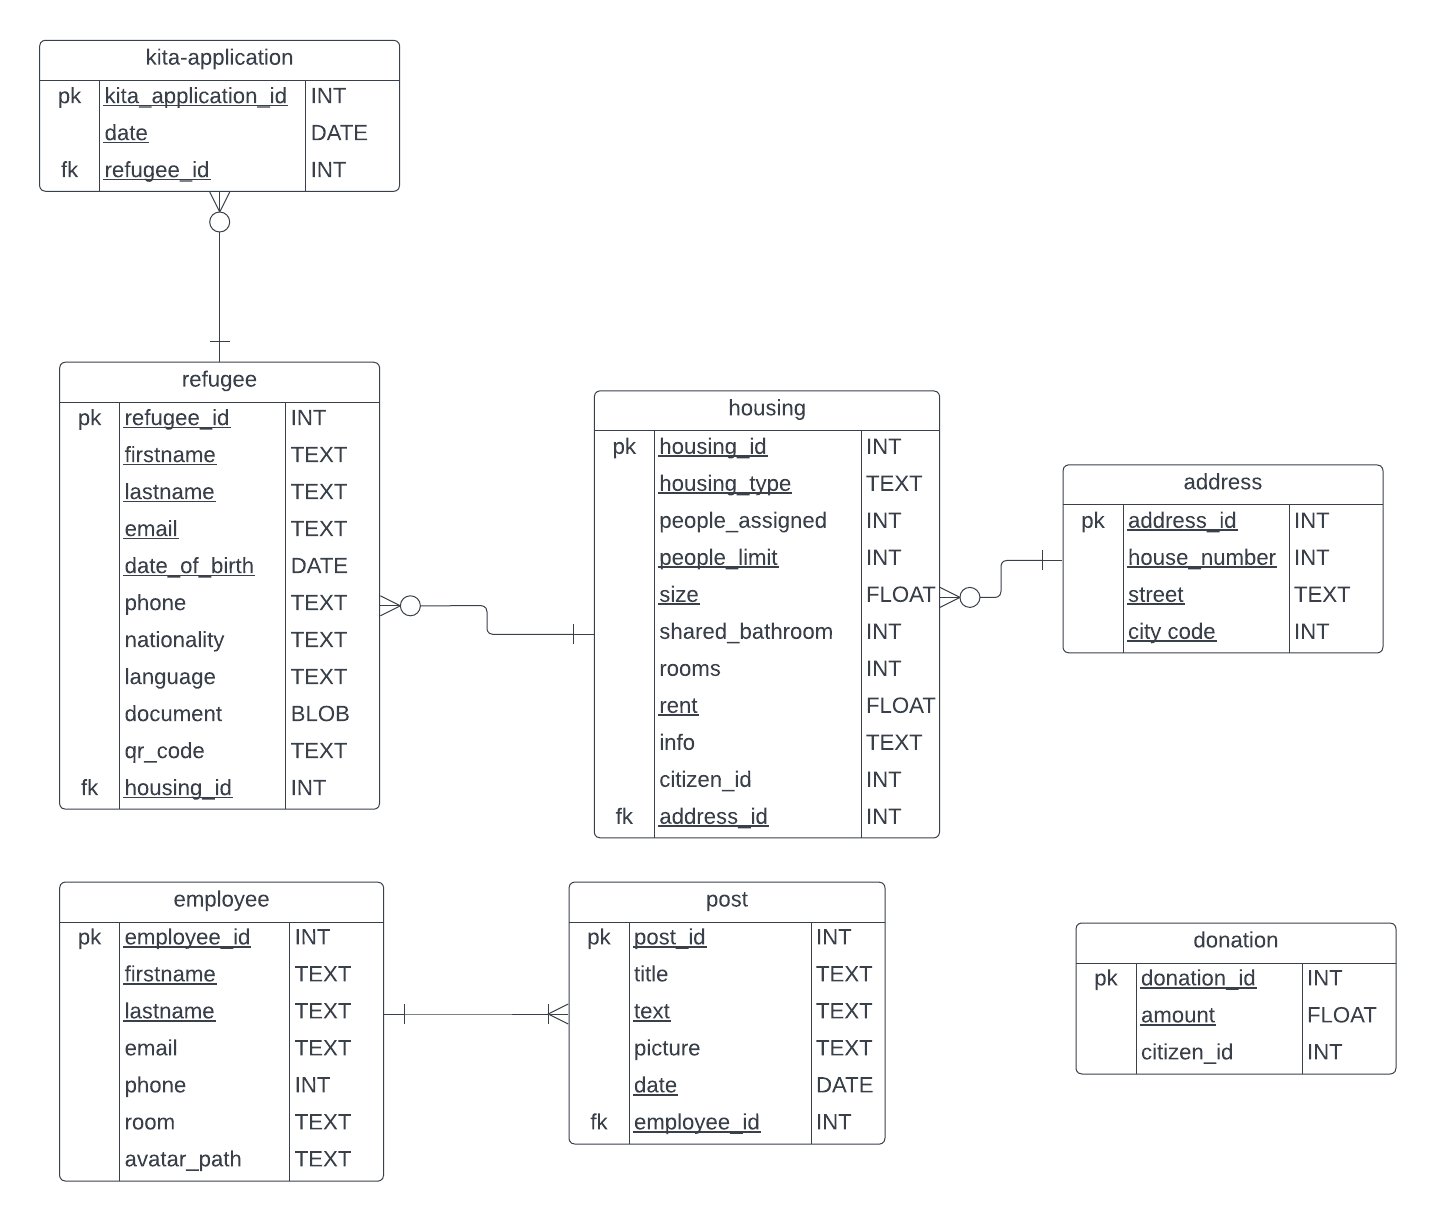 kita-application
pk kita_application_id INT
date DATE
fk refugee_id INT
refugee
pk refugee_id INT
firstname TEXT
lastname TEXT
email TEXT
date_of_birth DATE
phone TEXT
nationality TEXT
language TEXT
document BLOB
qr_code TEXT
fk housing_id INT
housing
pk housing_id INT
housing_type TEXT
people_assigned INT
people_limit INT
size FLOAT
shared_bathroom INT
rooms INT
rent FLOAT
info TEXT
citizen_id INT
fk address_id INT
address
pk address_id INT
house_number INT
street TEXT
city code INT
employee
pk employee_id INT
firstname TEXT
lastname TEXT
email TEXT
phone INT
room TEXT
avatar_path TEXT
post
pk post_id INT
title TEXT
text TEXT
picture TEXT
date DATE
fk employee_id INT
donation
pk donation_id INT
amount FLOAT
citizen_id INT